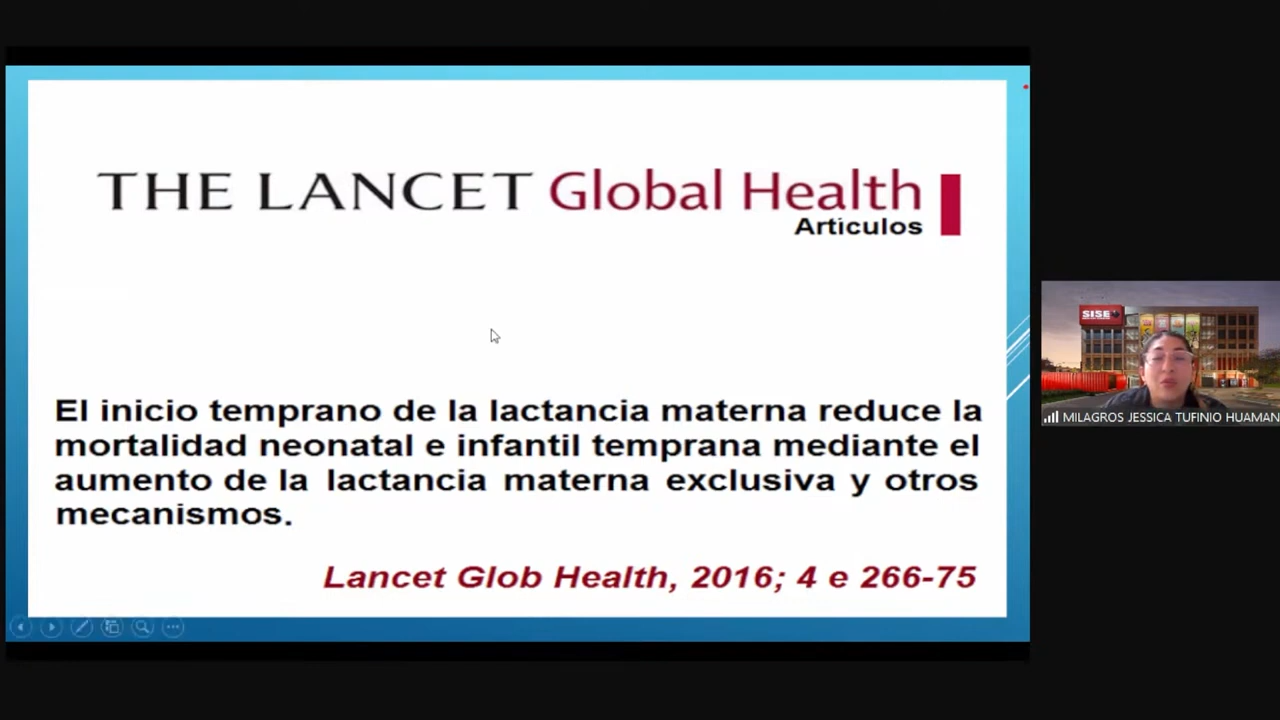 THE LANCET Global Health
Artículos
El inicio temprano de la lactancia materna reduce la
mortalidad neonatal e infantil temprana mediante el
aumento de la lactancia materna exclusiva y otros
mecanismos.
Lancet Glob Health, 2016; 4 e 266-75
SISE
MILAGROS JESSICA TUFINIO HUAMAN